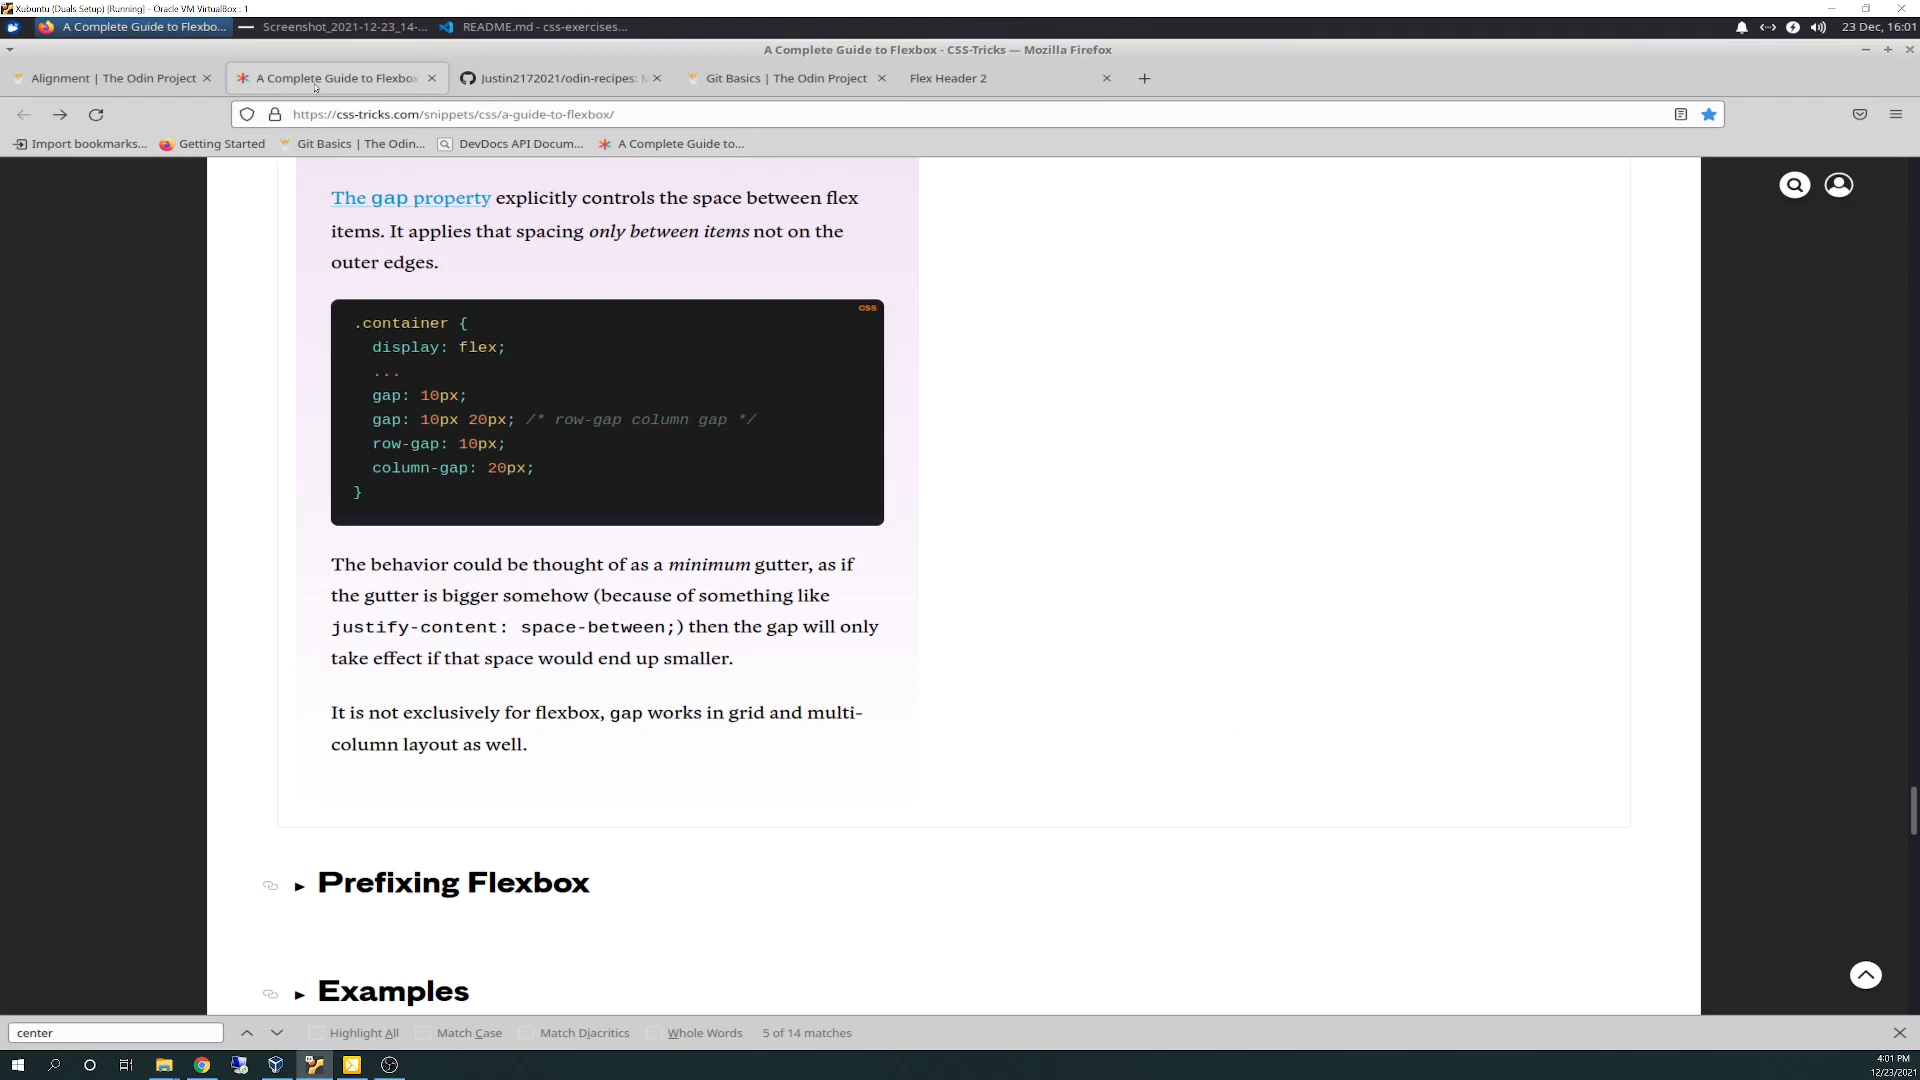 Xubuntu (Duals Setup) [Running] - Oracle VM VirtualBox : 1
A Complete Guide to Flexbo...
Screenshot_2021-12-23_14-...
README.md - css-exercises...
23 Dec, 16:01
A Complete Guide to Flexbox - CSS-Tricks — Mozilla Firefox
Alignment | The Odin Project
A Complete Guide to Flexbox
Justin2172021/odin-recipes:
Git Basics | The Odin Project
Flex Header 2
https://css-tricks.com/snippets/css/a-guide-to-flexbox/
Import bookmarks...
Getting Started
Git Basics | The Odin...
DevDocs API Docum...
A Complete Guide to...
The gap property explicitly controls the space between flex
items. It applies that spacing only between items not on the
outer edges.
CSS
.container {
display: flex;
...
gap: 10px;
gap: 10px 20px; /* row-gap column gap */
row-gap: 10px;
column-gap: 20px;
}
The behavior could be thought of as a minimum gutter, as if
the gutter is bigger somehow (because of something like
justify-content: space-between;) then the gap will only
take effect if that space would end up smaller.
It is not exclusively for flexbox, gap works in grid and multi-
column layout as well.
Prefixing Flexbox
Examples
center
Highlight All
Match Case
Match Diacritics
Whole Words
5 of 14 matches
4:01 PM
12/23/2021